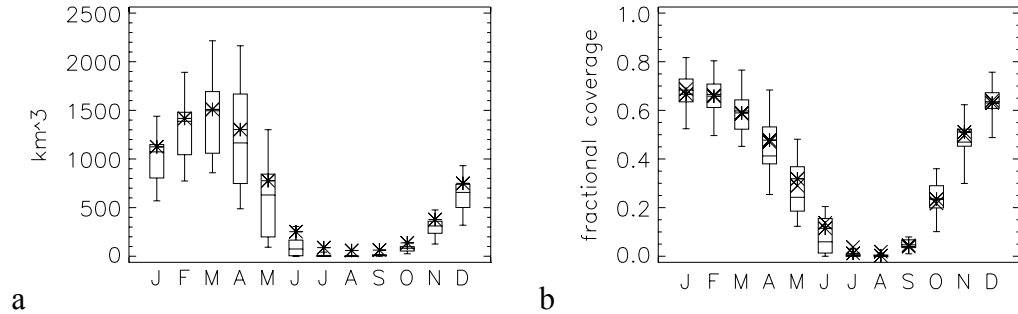 2500
2000
1500
1000
500
0
km^3
J F M A M J J A S O N D
a
1.0
0.8
0.6
0.4
0.2
0.0
fractional coverage
J F M A M J J A S O N D
b